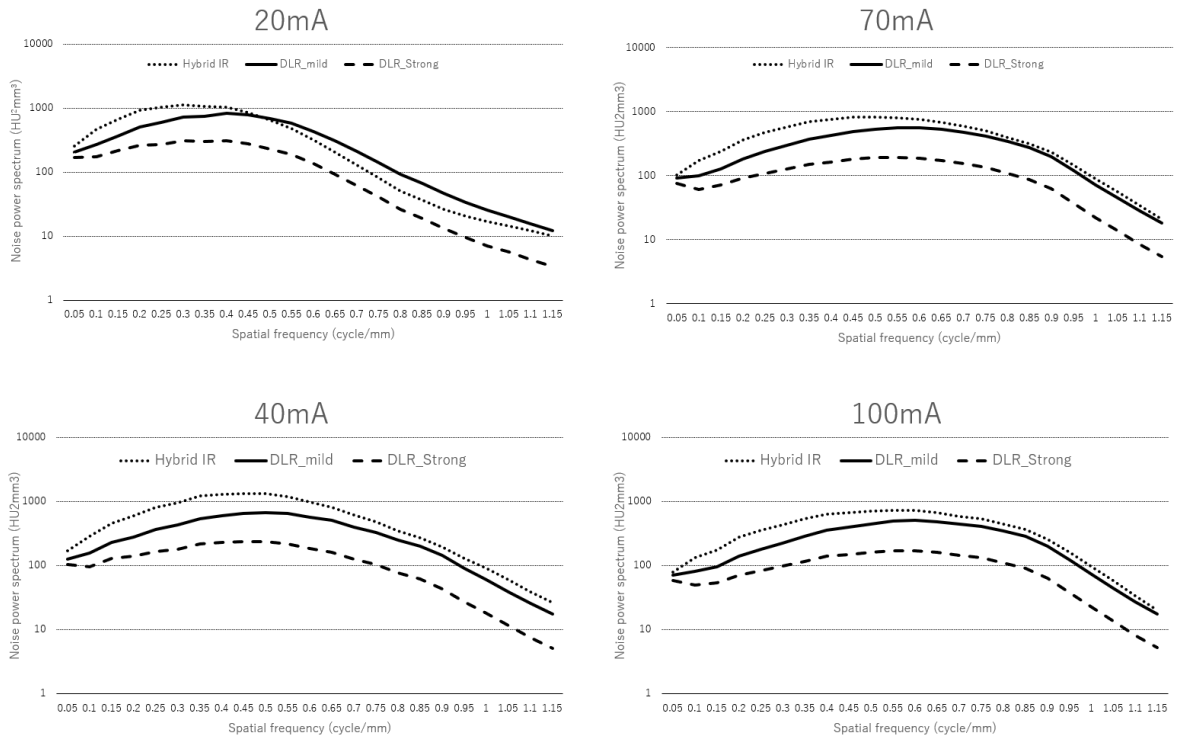 20mA
10000
Hybrid IR DLR_mild DLR_Strong
1000
100
10
1
Noise power spectrum (HU²mm³)
0.05 0.1 0.15 0.2 0.25 0.3 0.35 0.4 0.45 0.5 0.55 0.6 0.65 0.7 0.75 0.8 0.85 0.9 0.95 1 1.05 1.1 1.15
Spatial frequency (cycle/mm)
70mA
10000
Hybrid IR DLR_mild DLR_Strong
1000
100
10
1
Noise power spectrum (HU2mm3)
0.05 0.1 0.15 0.2 0.25 0.3 0.35 0.4 0.45 0.5 0.55 0.6 0.65 0.7 0.75 0.8 0.85 0.9 0.95 1 1.05 1.1 1.15
Spatial frequency (cycle/mm)
40mA
10000
Hybrid IR DLR_mild DLR_Strong
1000
100
10
1
Noise power spectrum (HU2mm3)
0.05 0.1 0.15 0.2 0.25 0.3 0.35 0.4 0.45 0.5 0.55 0.6 0.65 0.7 0.75 0.8 0.85 0.9 0.95 1 1.05 1.1 1.15
Spatial frequency (cycle/mm)
100mA
10000
Hybrid IR DLR_mild DLR_Strong
1000
100
10
1
Noise power spectrum (HU2mm3)
0.05 0.1 0.15 0.2 0.25 0.3 0.35 0.4 0.45 0.5 0.55 0.6 0.65 0.7 0.75 0.8 0.85 0.9 0.95 1 1.05 1.1 1.15
Spatial frequency (cycle/mm)